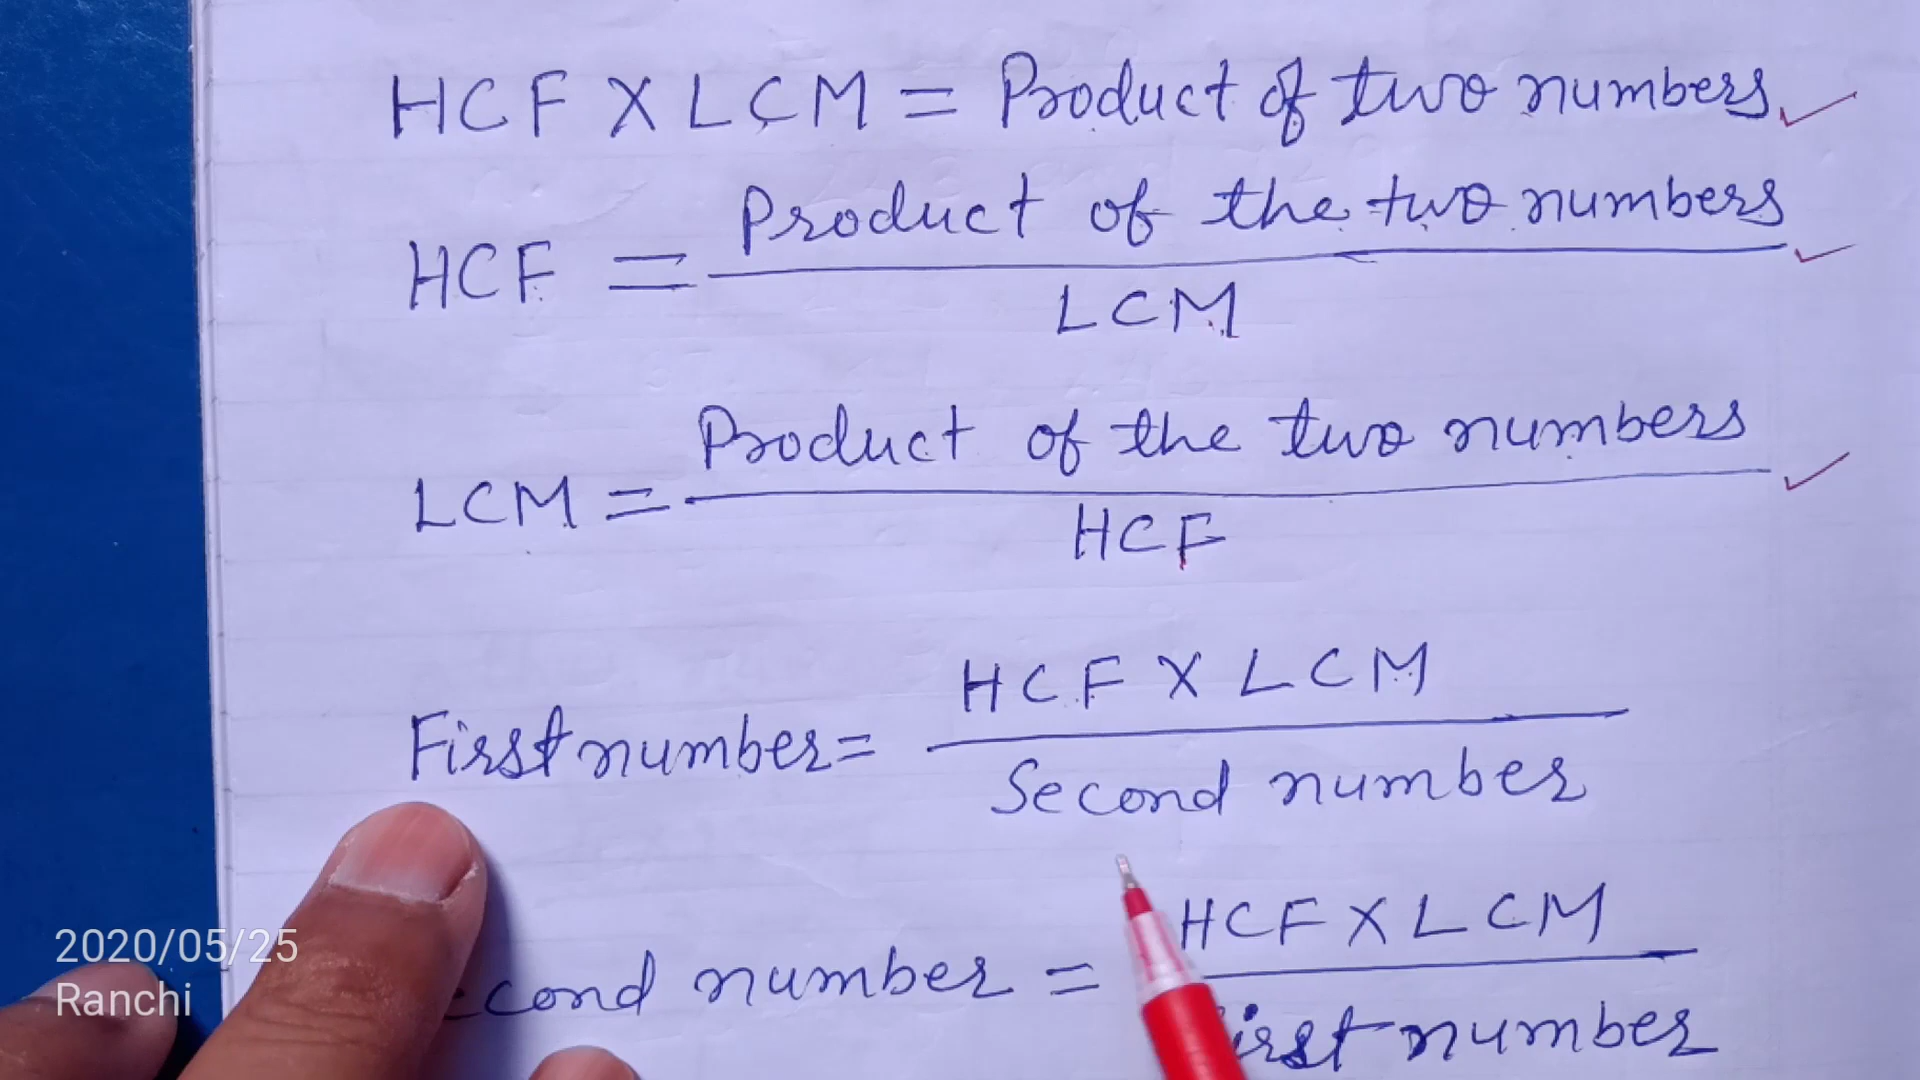 HCF X LCM = Product of two numbers
HCF = Product of the two numbers
LCM
LCM = Product of the two numbers
HCF
First number = HCF X LCM
Second number
econd number = HCF X LCM
irst number
2020/05/25
Ranchi